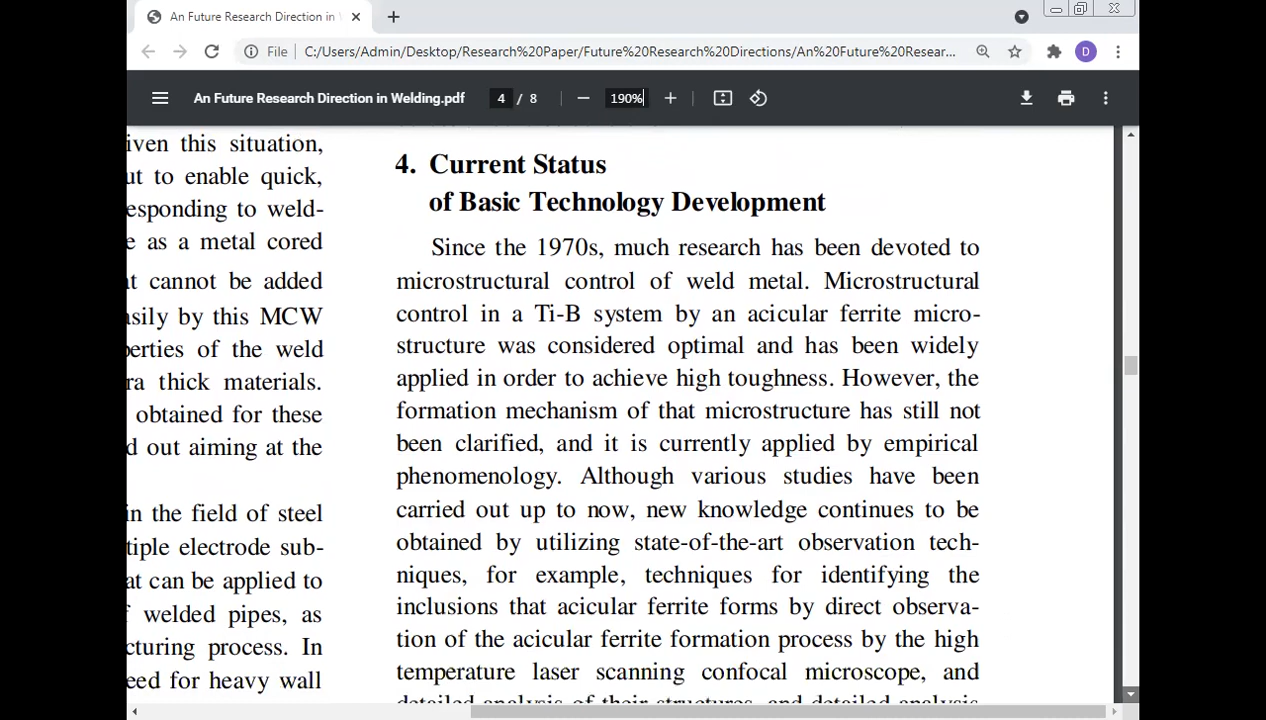 An Future Research Direction in
File C:/Users/Admin/Desktop/Research%20Paper/Future%20Research%20Directions/An%20Future%20Resear...
D
An Future Research Direction in Welding.pdf 4 / 8 190%
iven this situation,
ut to enable quick,
esponding to weld-
e as a metal cored
t cannot be added
asily by this MCW
perties of the weld
ra thick materials.
obtained for these
d out aiming at the
in the field of steel
tiple electrode sub-
at can be applied to
f welded pipes, as
cturing process. In
eed for heavy wall
4. Current Status
of Basic Technology Development
Since the 1970s, much research has been devoted to
microstructural control of weld metal. Microstructural
control in a Ti-B system by an acicular ferrite micro-
structure was considered optimal and has been widely
applied in order to achieve high toughness. However, the
formation mechanism of that microstructure has still not
been clarified, and it is currently applied by empirical
phenomenology. Although various studies have been
carried out up to now, new knowledge continues to be
obtained by utilizing state-of-the-art observation tech-
niques, for example, techniques for identifying the
inclusions that acicular ferrite forms by direct observa-
tion of the acicular ferrite formation process by the high
temperature laser scanning confocal microscope, and
detailed analysis of their structures, and detailed analysis